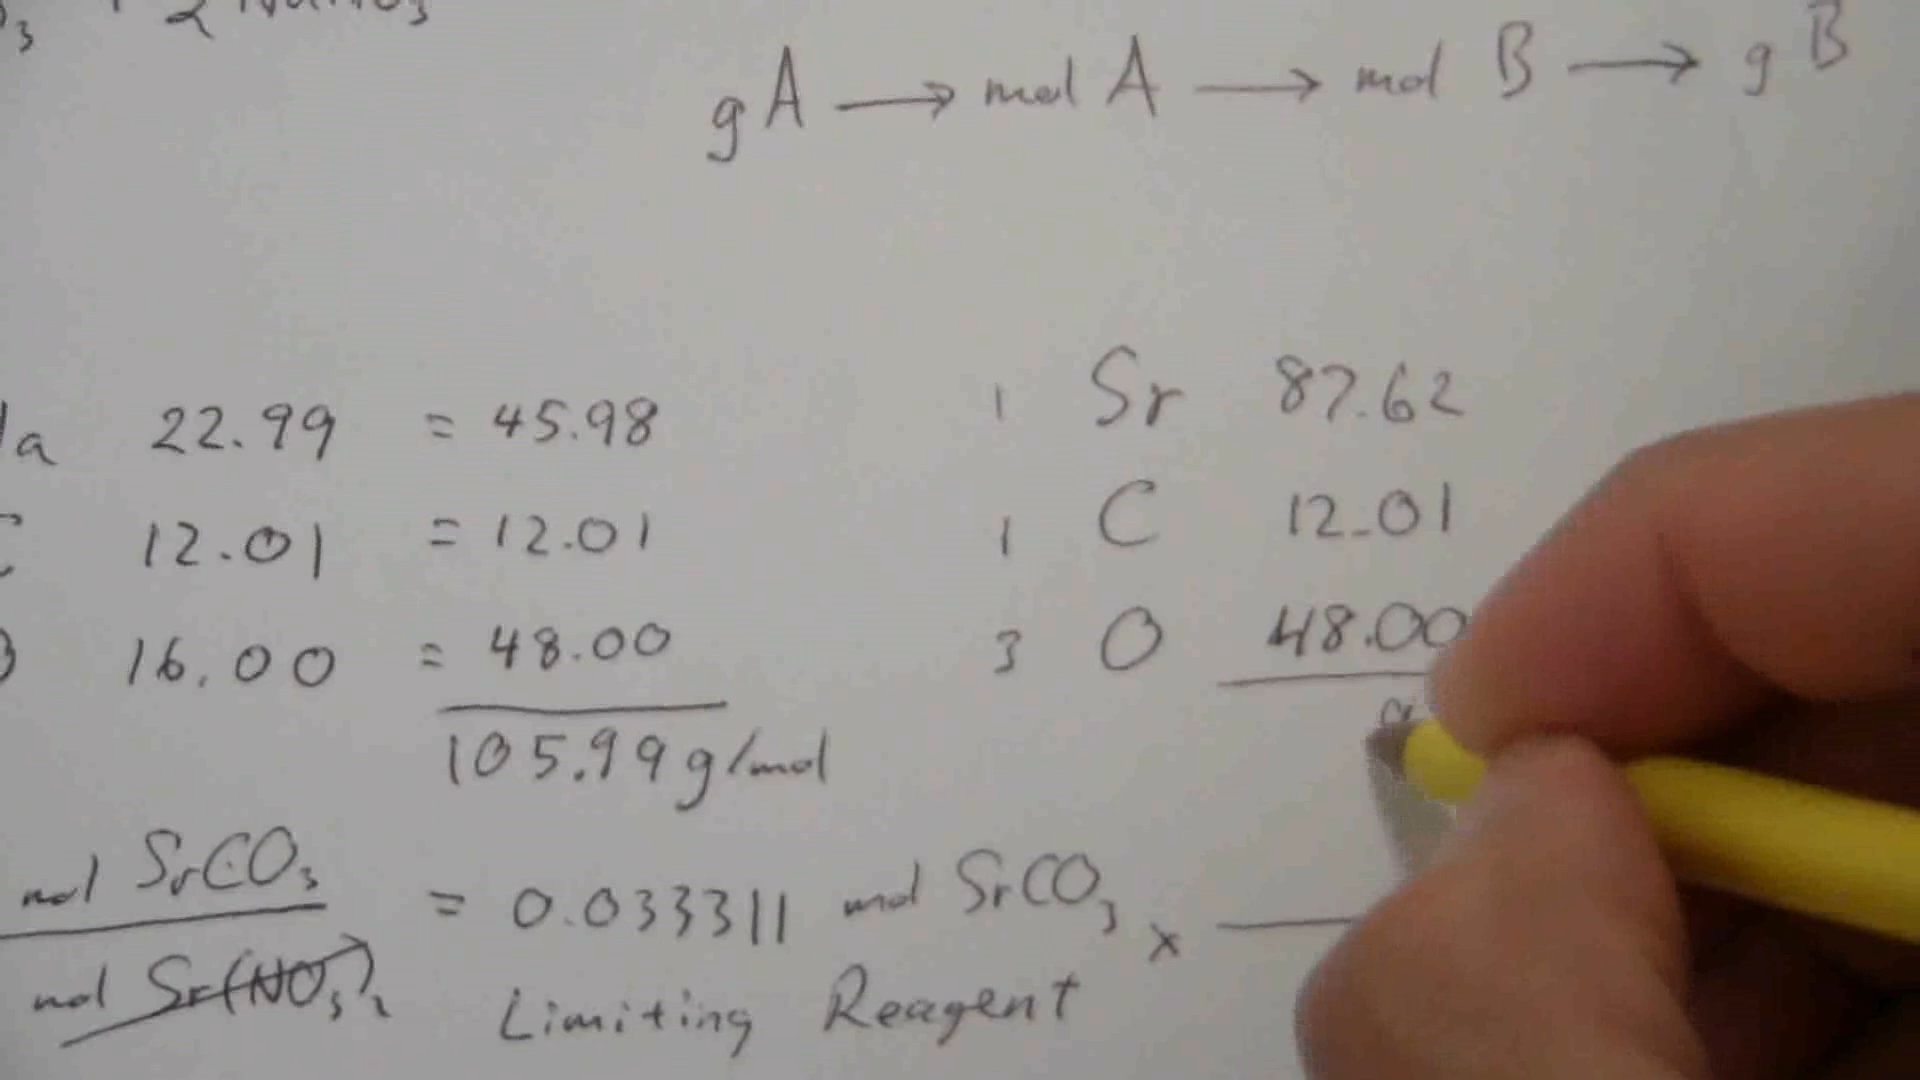 gA → mol A → mol B → g B
a 22.99 = 45.98 1 Sr 87.62
12.01 = 12.01 1 C 12.01
16.00 = 48.00 3 O 48.00
105.99 g/mol
mol SrCO₃ = 0.033311 mol SrCO₃ ×
mol Sr(NO₃)₂ Limiting Reagent